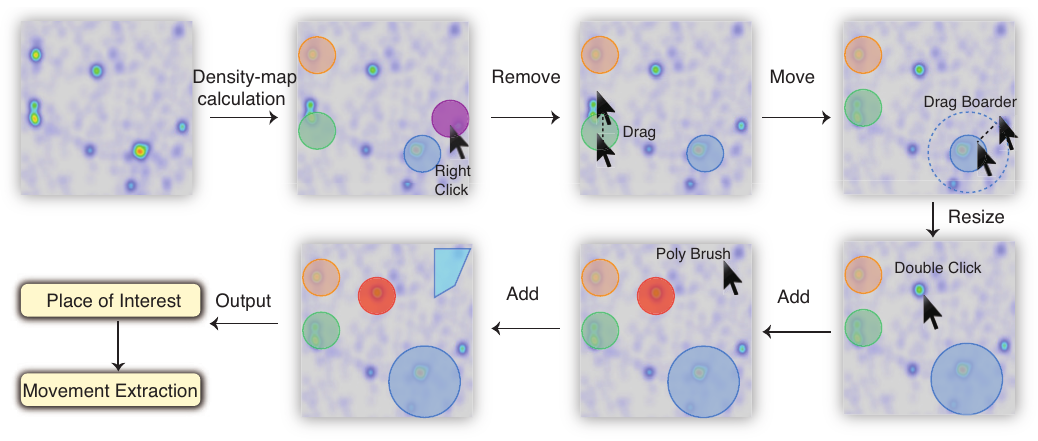 Density-map
calculation
Right
Click
Remove
Drag
Move
Drag Boarder
Resize
Double Click
Add
Poly Brush
Add
Output
Place of Interest
Movement Extraction